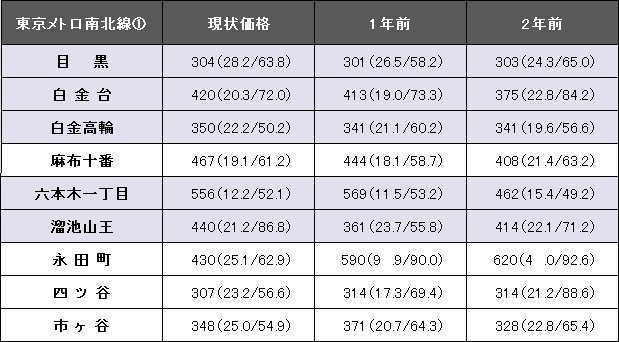 東京メトロ南北線① 現状価格 1年前 2年前
目 黒 304(28.2/63.8) 301(26.5/58.2) 303(24.3/65.0)
白 金 台 420(20.3/72.0) 413(19.0/73.3) 375(22.8/84.2)
白金高輪 350(22.2/50.2) 341(21.1/60.2) 341(19.6/56.6)
麻布十番 467(19.1/61.2) 444(18.1/58.7) 408(21.4/63.2)
六本木一丁目 556(12.2/52.1) 569(11.5/53.2) 462(15.4/49.2)
溜池山王 440(21.2/86.8) 361(23.7/55.8) 414(22.1/71.2)
永 田 町 430(25.1/62.9) 590(9 .9/90.0) 620(4 .0/92.6)
四 ツ 谷 307(23.2/56.6) 314(17.3/69.4) 314(21.2/88.6)
市 ヶ 谷 348(25.0/54.9) 371(20.7/64.3) 328(22.8/65.4)